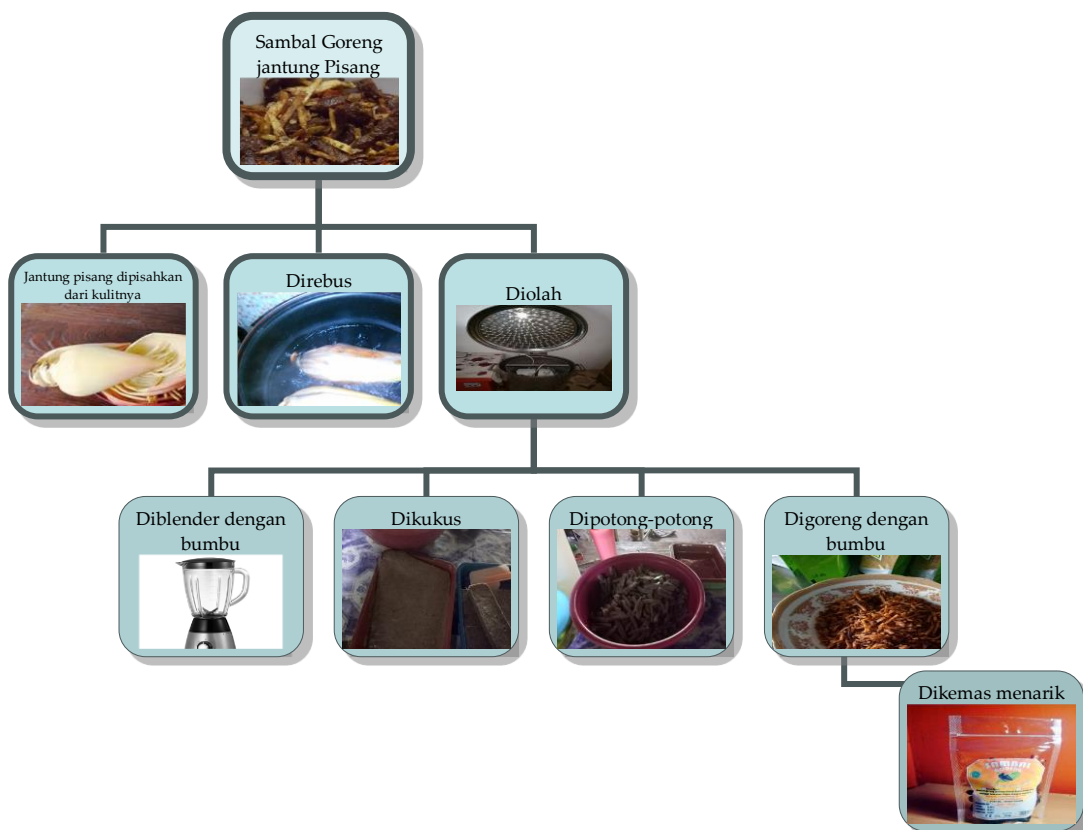 Sambal Goreng
jantung Pisang
Jantung pisang dipisahkan
dari kulitnya
Direbus
Diolah
Diblender dengan
bumbu
Dikukus
Dipotong-potong
Digoreng dengan
bumbu
Dikemas menarik